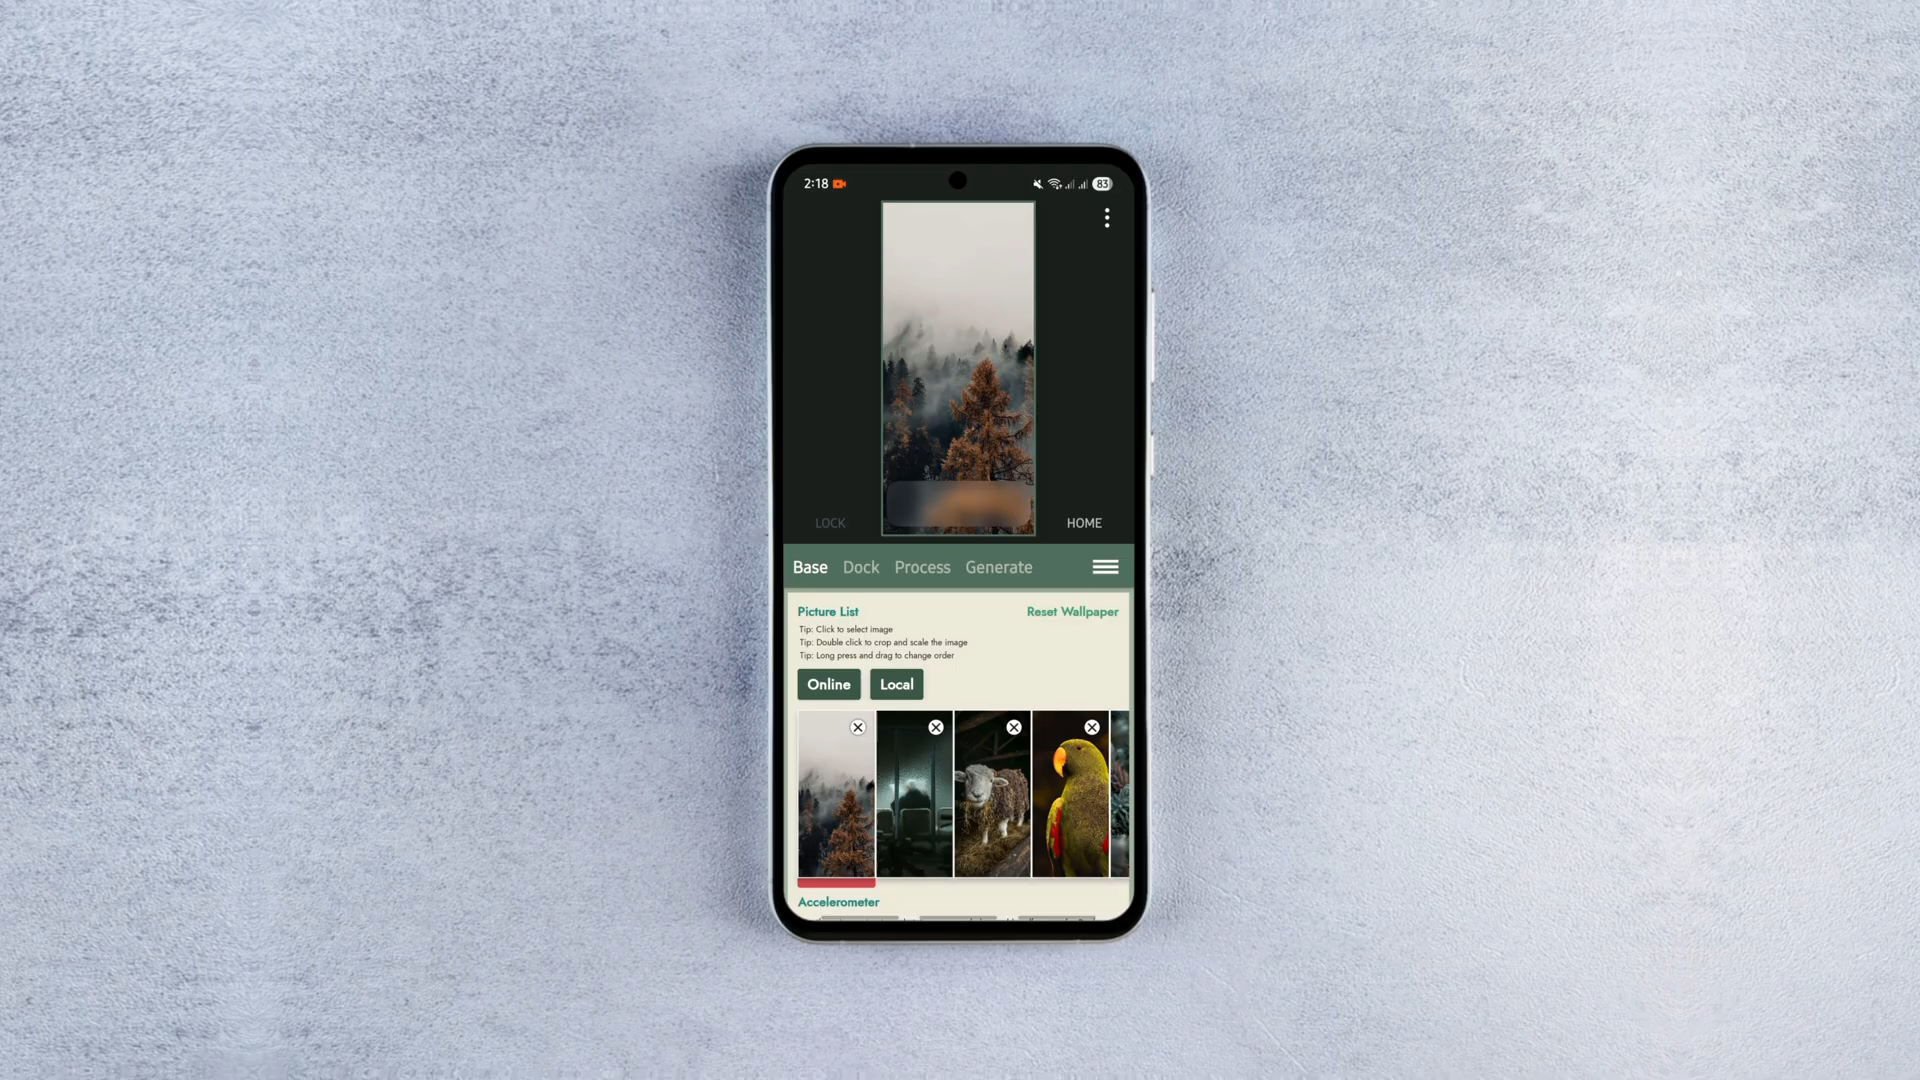 2:18
83
LOCK
HOME
Base Dock Process Generate
Picture List
Reset Wallpaper
Tip: Click to select image
Tip: Double click to crop and scale the image
Tip: Long press and drag to change order
Online Local
Accelerometer